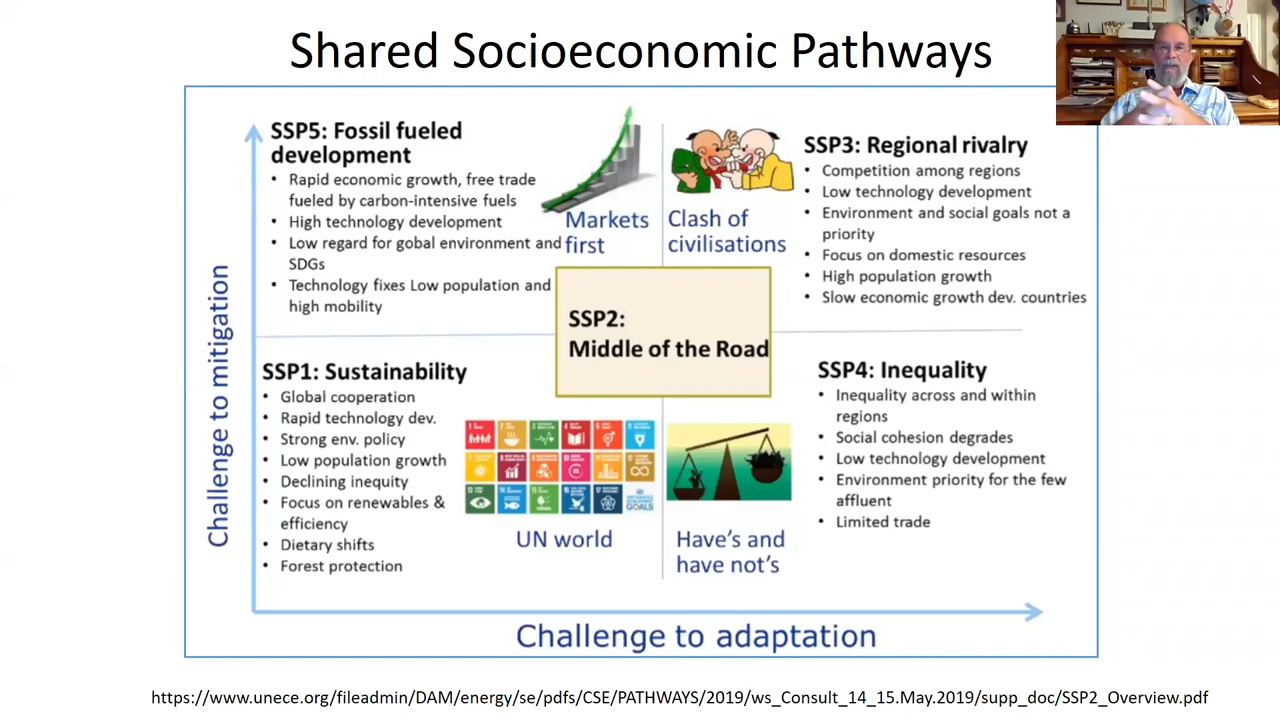 Shared Socioeconomic Pathways
SSP5: Fossil fueled
development
• Rapid economic growth, free trade
fueled by carbon-intensive fuels
• High technology development
• Low regard for gobal environment and
SDGs
• Technology fixes Low population and
high mobility
Markets
first
Clash of
civilisations
SSP3: Regional rivalry
• Competition among regions
• Low technology development
• Environment and social goals not a
priority
• Focus on domestic resources
• High population growth
• Slow economic growth dev. countries
SSP2:
Middle of the Road
Challenge to mitigation
SSP1: Sustainability
• Global cooperation
• Rapid technology dev.
• Strong env. policy
• Low population growth
• Declining inequity
• Focus on renewables &
efficiency
• Dietary shifts
• Forest protection
UN world
Have's and
have not's
SSP4: Inequality
• Inequality across and within
regions
• Social cohesion degrades
• Low technology development
• Environment priority for the few
affluent
• Limited trade
Challenge to adaptation
https://www.unece.org/fileadmin/DAM/energy/se/pdfs/CSE/PATHWAYS/2019/ws_Consult_14_15.May.2019/supp_doc/SSP2_Overview.pdf